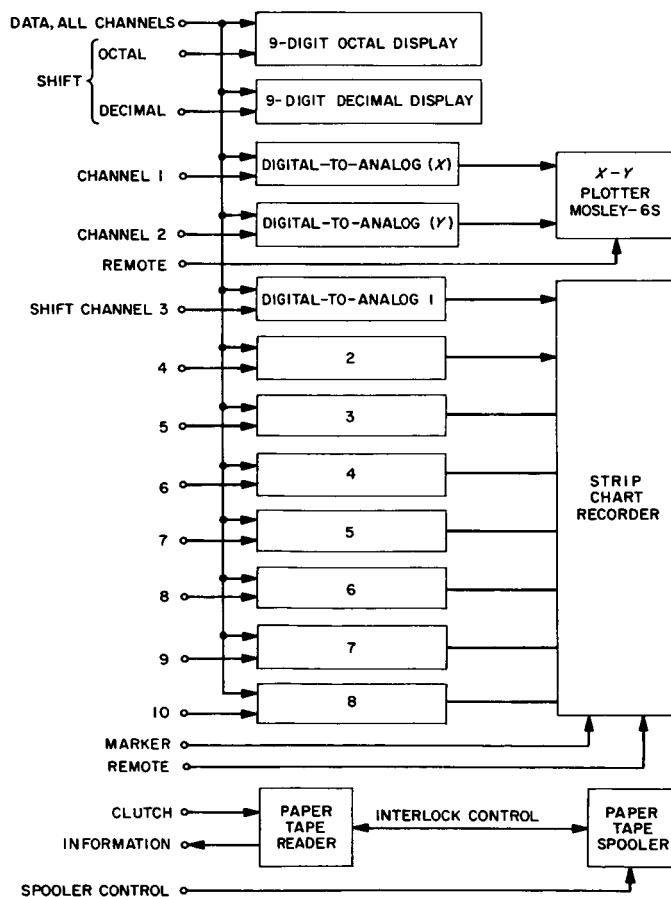 DATA, ALL CHANNELS
9-DIGIT OCTAL DISPLAY
OCTAL
SHIFT
9-DIGIT DECIMAL DISPLAY
DECIMAL
DIGITAL-TO-ANALOG (X)
CHANNEL 1
X-Y
PLOTTER
MOSLEY-6S
DIGITAL-TO-ANALOG (Y)
CHANNEL 2
REMOTE
DIGITAL-TO-ANALOG 1
SHIFT CHANNEL 3
2
4
3
5
4
6
STRIP
CHART
RECORDER
5
7
6
8
7
9
8
10
MARKER
REMOTE
CLUTCH
INFORMATION
PAPER
TAPE
READER
INTERLOCK CONTROL
PAPER
TAPE
SPOOLER
SPOOLER CONTROL